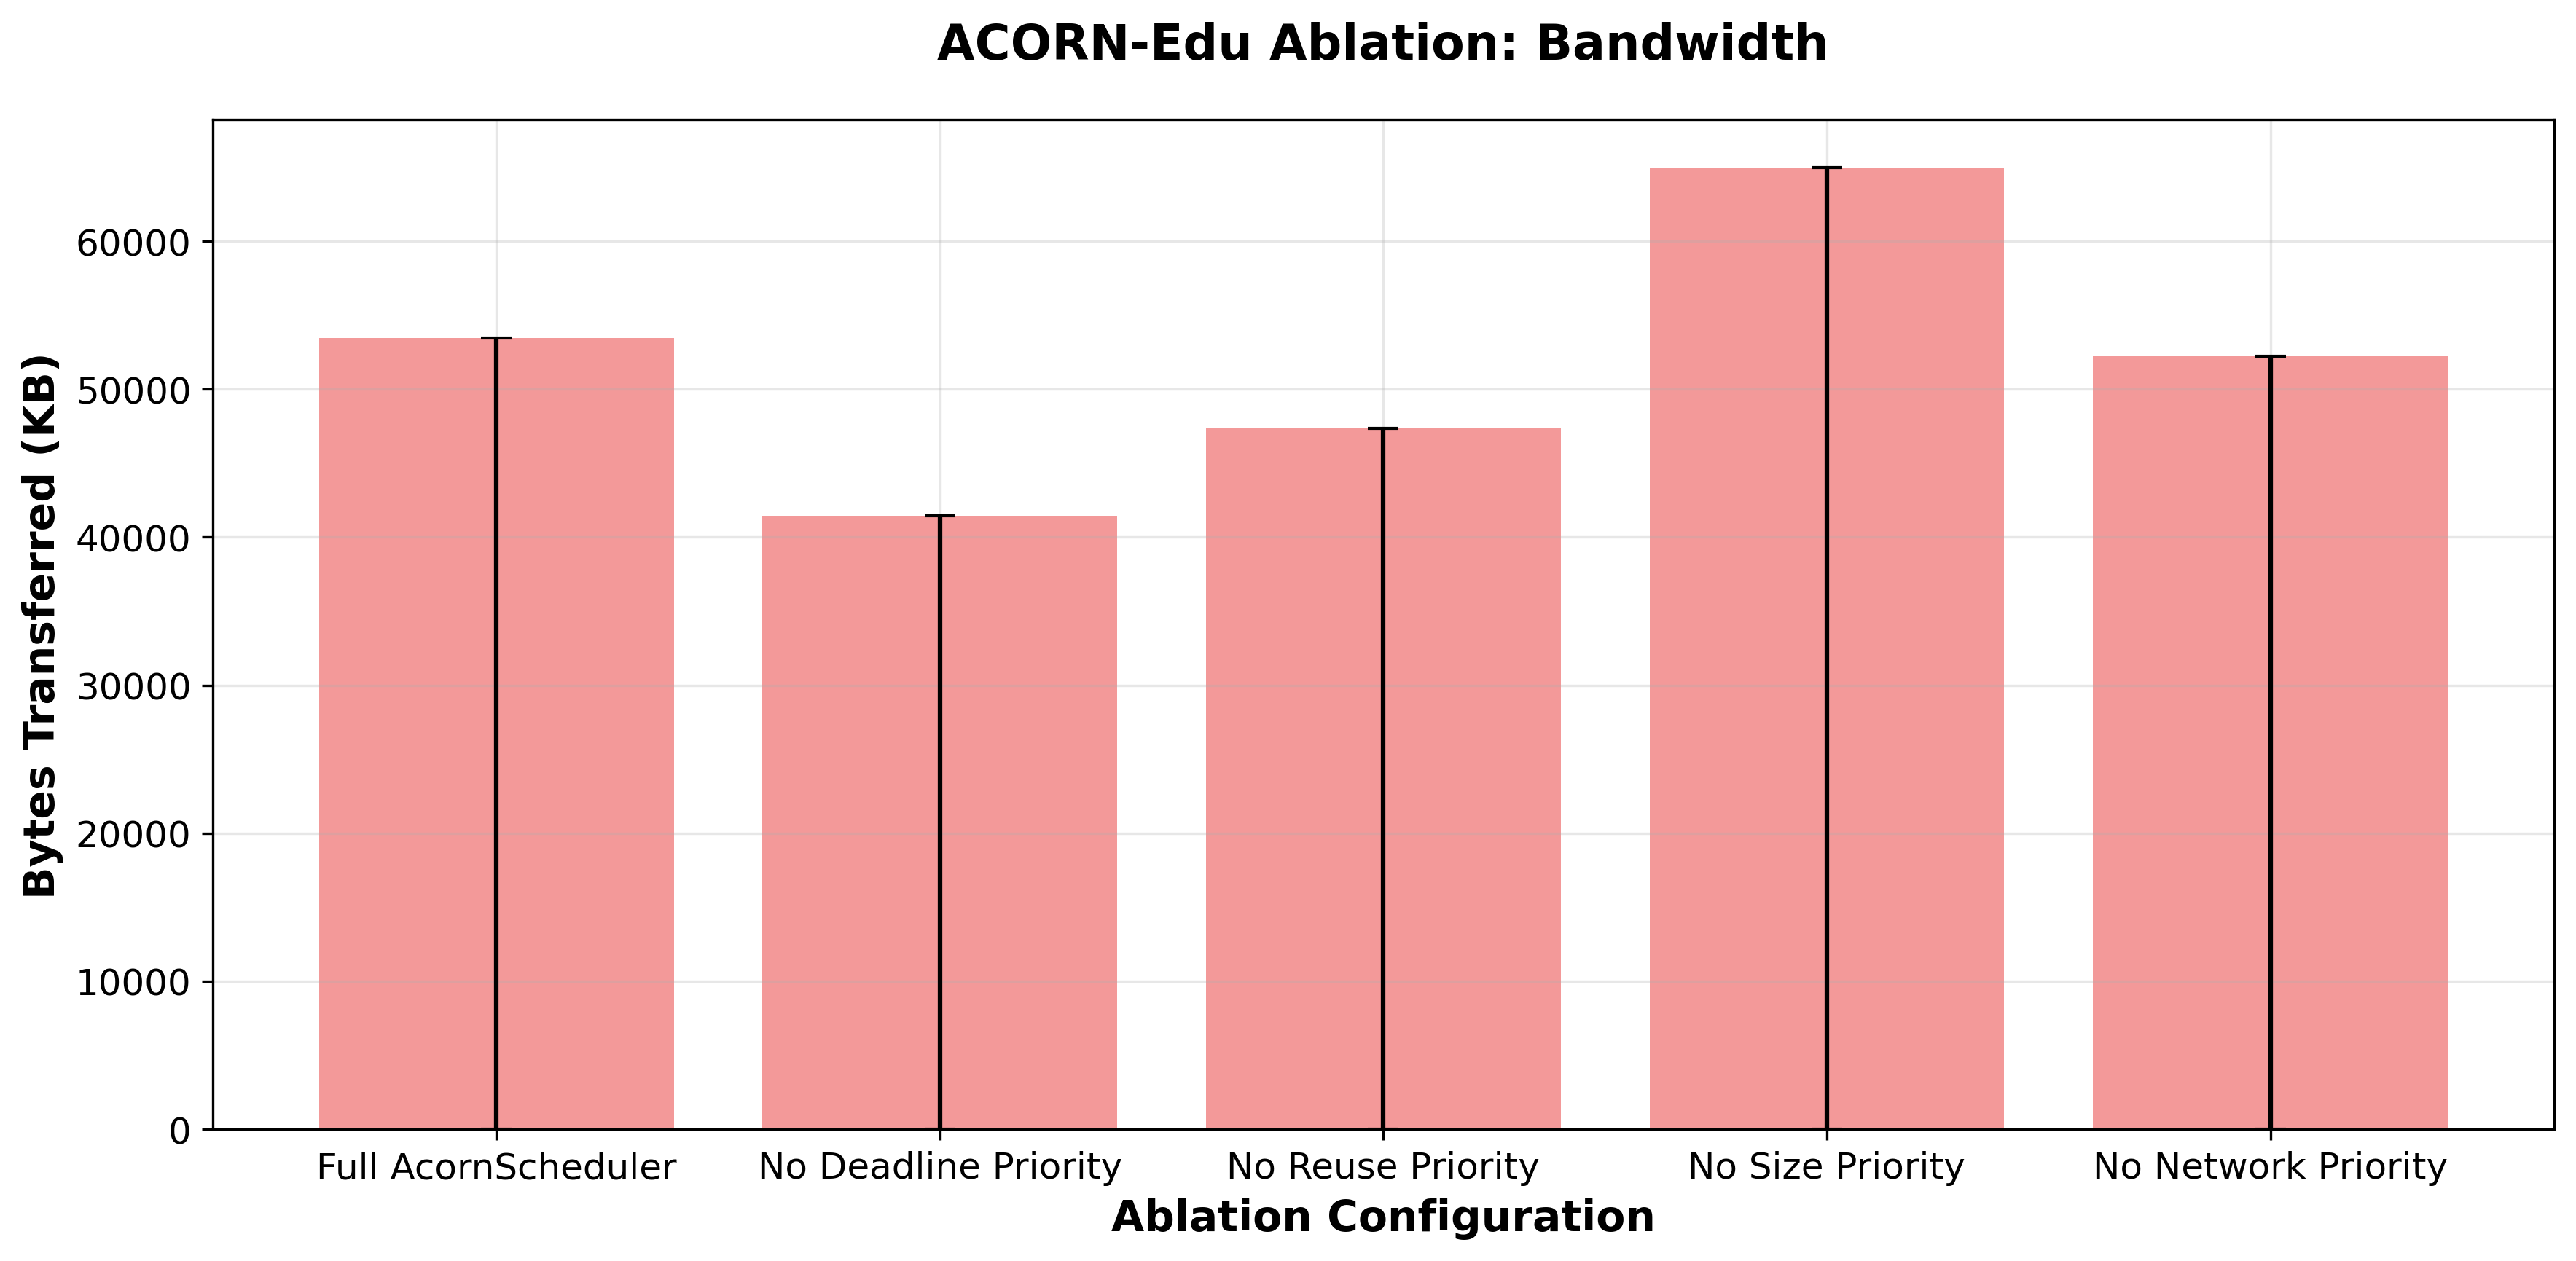 ACORN-Edu Ablation: Bandwidth
Bytes Transferred (KB)
60000
50000
40000
30000
20000
10000
0
Full AcornScheduler
No Deadline Priority
No Reuse Priority
No Size Priority
No Network Priority
Ablation Configuration